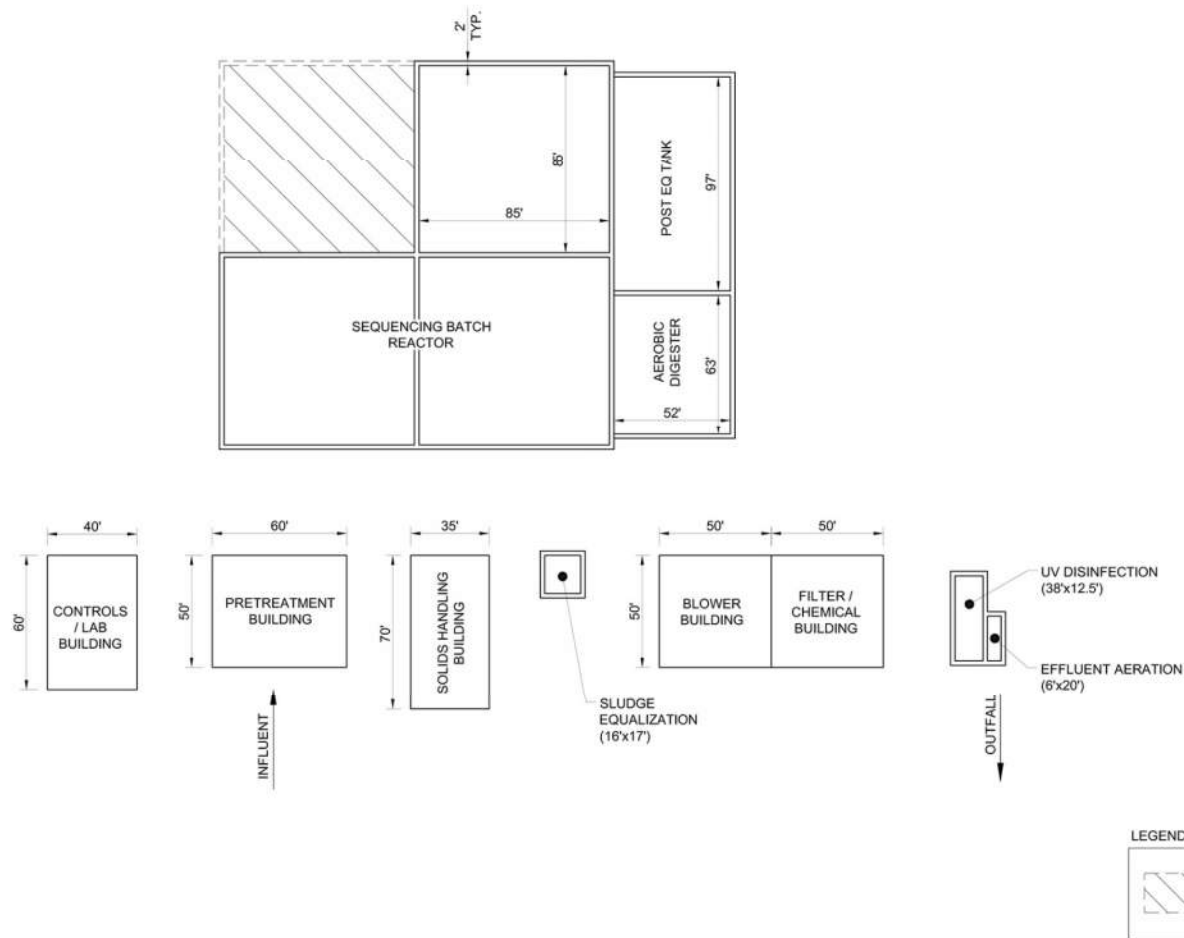 2'
TYP.
85'
85'
POST EQ TANK
97'
SEQUENCING BATCH
REACTOR
AEROBIC
DIGESTER
63'
52'
40'
60'
CONTROLS
/ LAB
BUILDING
60'
50'
PRETREATMENT
BUILDING
INFLUENT
35'
70'
SOLIDS HANDLING
BUILDING
SLUDGE
EQUALIZATION
(16'x17')
50'
50'
50'
BLOWER
BUILDING
FILTER /
CHEMICAL
BUILDING
UV DISINFECTION
(38'x12.5')
EFFLUENT AERATION
(6'x20')
OUTFALL
LEGEND